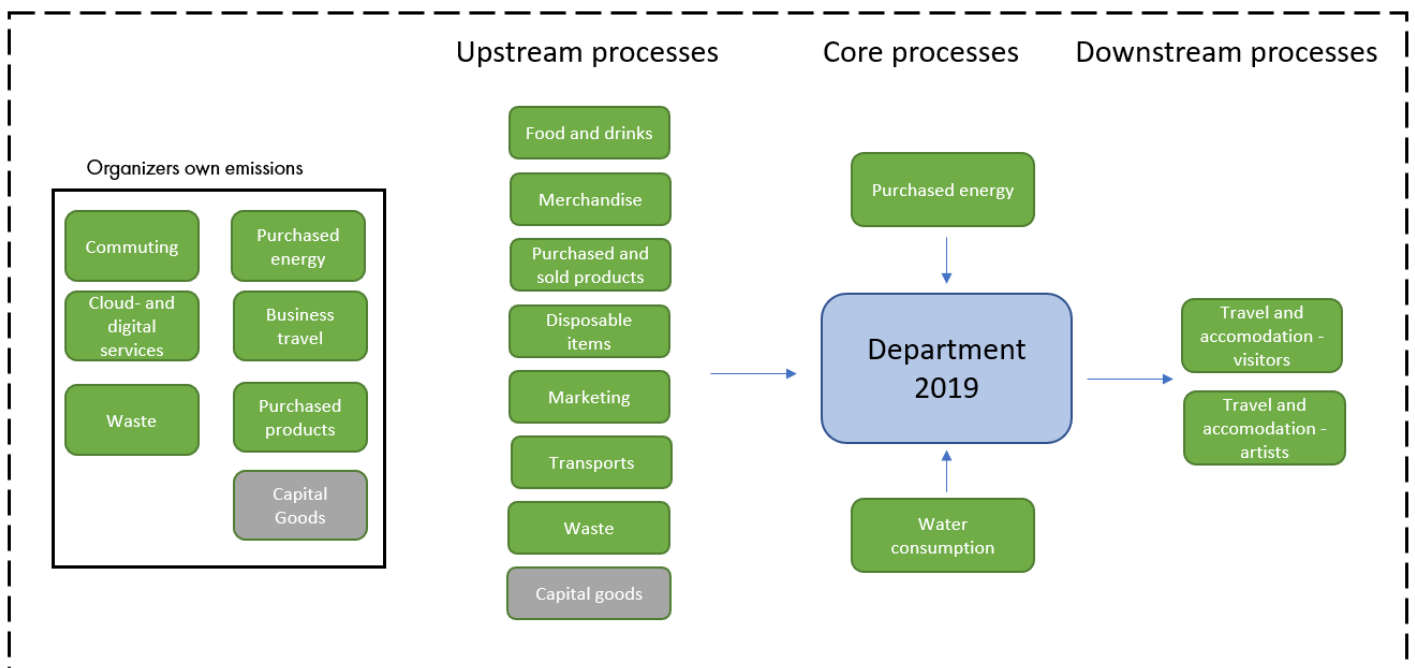 Upstream processes
Core processes
Downstream processes
Organizers own emissions
Commuting
Purchased
energy
Cloud- and
digital
services
Business
travel
Waste
Purchased
products
Capital
Goods
Food and drinks
Merchandise
Purchased and
sold products
Disposable
items
Marketing
Transports
Waste
Capital goods
Purchased energy
Department
2019
Water
consumption
Travel and
accomodation -
visitors
Travel and
accomodation -
artists